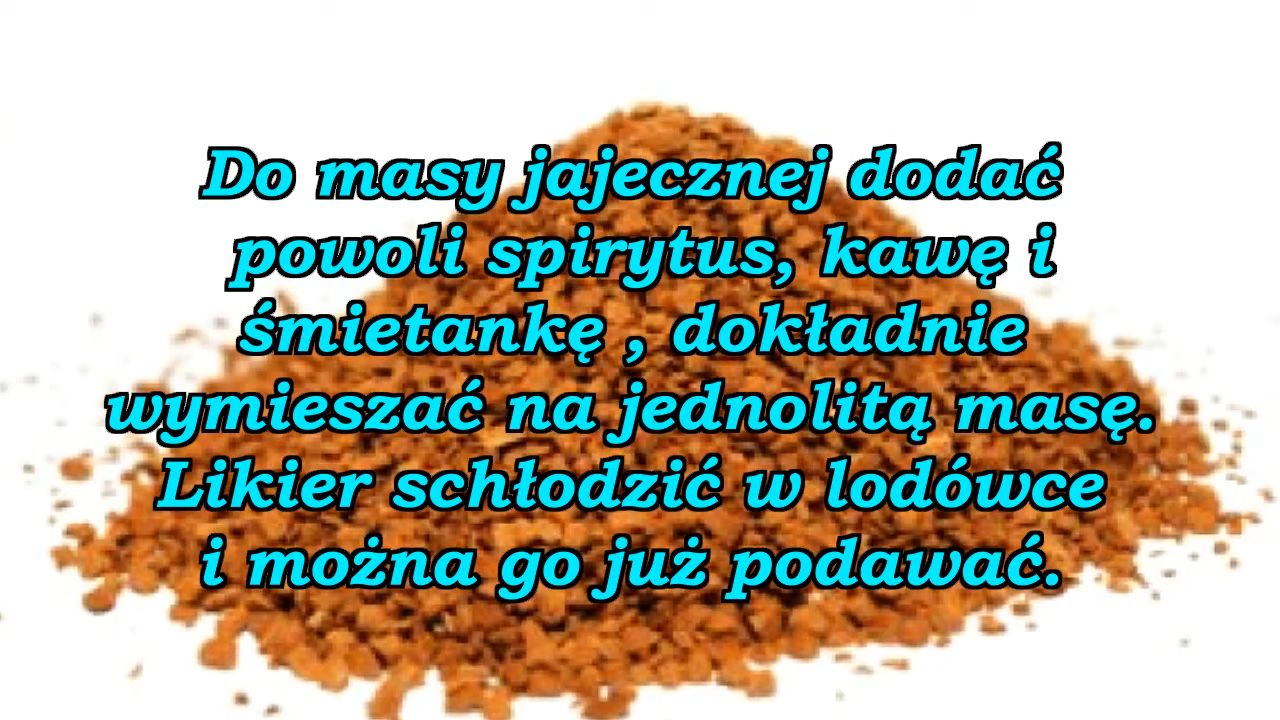 Do masy jajecznej dodać
powoli spirytus, kawę i
śmietankę , dokładnie
wymieszać na jednolitą masę.
Likier schłodzić w lodówce
i można go już podawać.